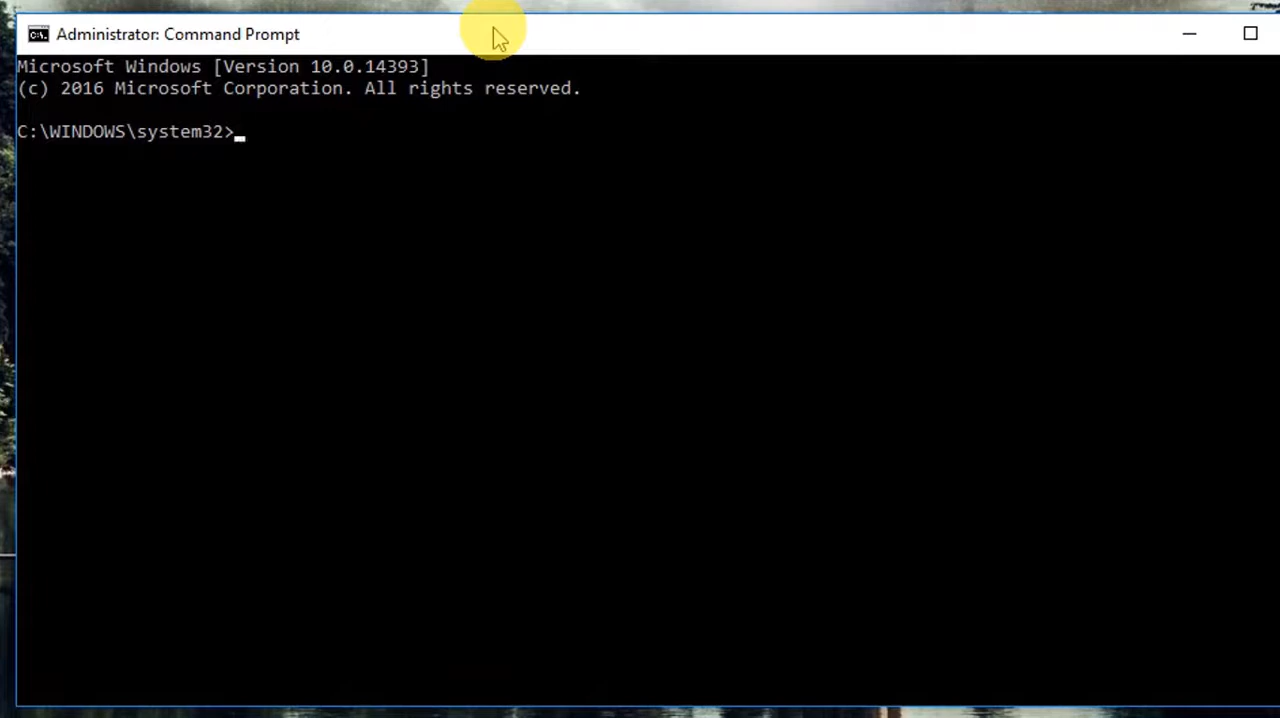 Administrator: Command Prompt
Microsoft Windows [Version 10.0.14393]
(c) 2016 Microsoft Corporation. All rights reserved.
C:\WINDOWS\system32>